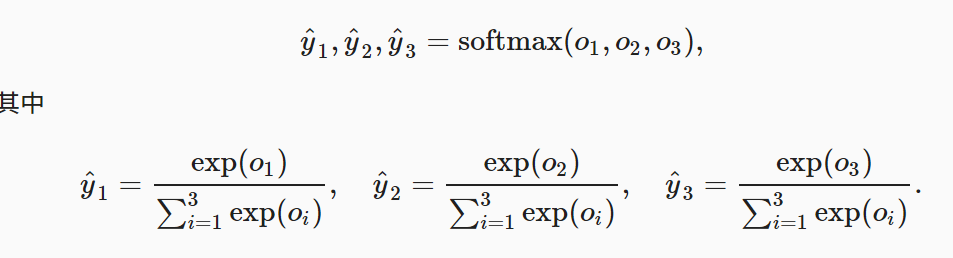 ŷ₁, ŷ₂, ŷ₃ = softmax(o₁, o₂, o₃),
其中
ŷ₁ = exp(o₁) / ∑³ᵢ₌₁ exp(oᵢ), ŷ₂ = exp(o₂) / ∑³ᵢ₌₁ exp(oᵢ), ŷ₃ = exp(o₃) / ∑³ᵢ₌₁ exp(oᵢ).